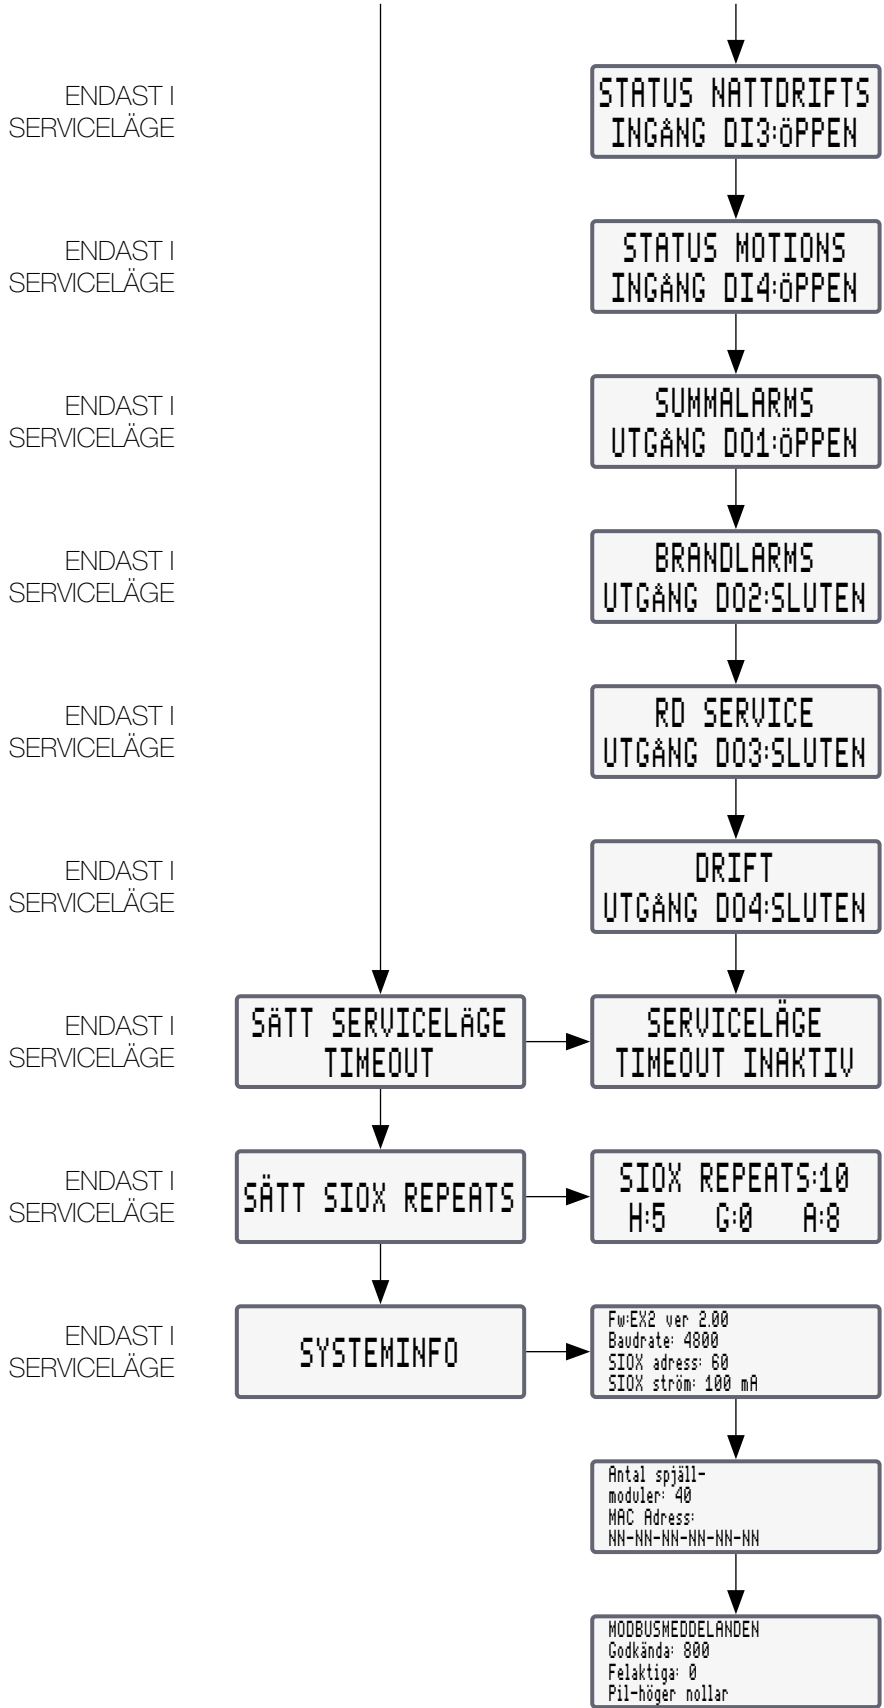 ENDAST I
SERVICELÄGE
STATUS NATTDRIFTS
INGÅNG DI3:ÖPPEN
ENDAST I
SERVICELÄGE
STATUS MOTIONS
INGÅNG DI4:ÖPPEN
ENDAST I
SERVICELÄGE
SUMMALARMS
UTGÅNG DO1:ÖPPEN
ENDAST I
SERVICELÄGE
BRANDLARMS
UTGÅNG DO2:SLUTEN
ENDAST I
SERVICELÄGE
RD SERVICE
UTGÅNG DO3:SLUTEN
ENDAST I
SERVICELÄGE
DRIFT
UTGÅNG DO4:SLUTEN
ENDAST I
SERVICELÄGE
SÄTT SERVICELÄGE
TIMEOUT
SERVICELÄGE
TIMEOUT INAKTIV
ENDAST I
SERVICELÄGE
SÄTT SIOX REPEATS
SIOX REPEATS:10
H:5 G:0 A:8
ENDAST I
SERVICELÄGE
SYSTEMINFO
Fw:EX2 ver 2.00
Baudrate: 4800
SIOX adress: 60
SIOX ström: 100 mA
Antal spjäll-
moduler: 40
MAC Adress:
NN-NN-NN-NN-NN-NN
MODBUSMEDDELANDEN
Godkända: 800
Felaktiga: 0
Pil-höger nollar